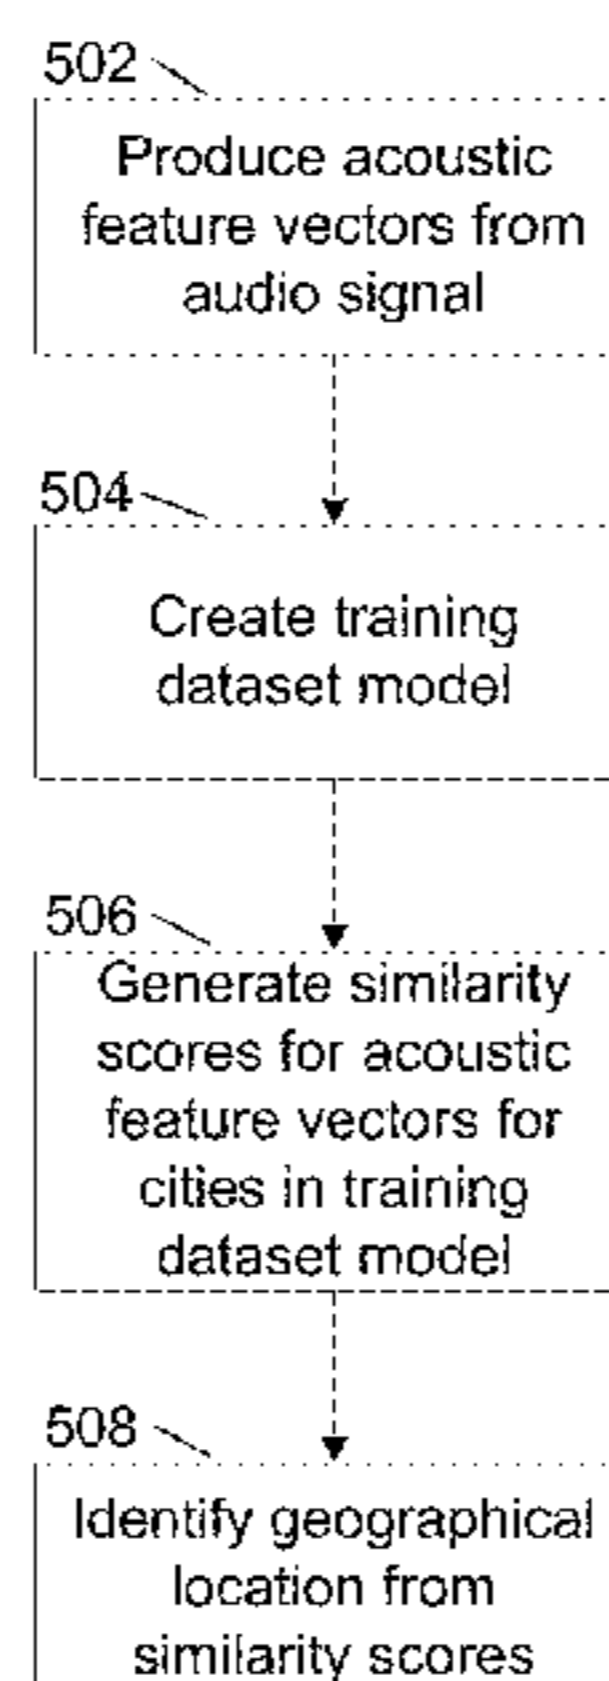 502
Produce acoustic
feature vectors from
audio signal
504
Create training
dataset model
506
Generate similarity
scores for acoustic
feature vectors for
cities in training
dataset model
508
Identify geographical
location from
similarity scores